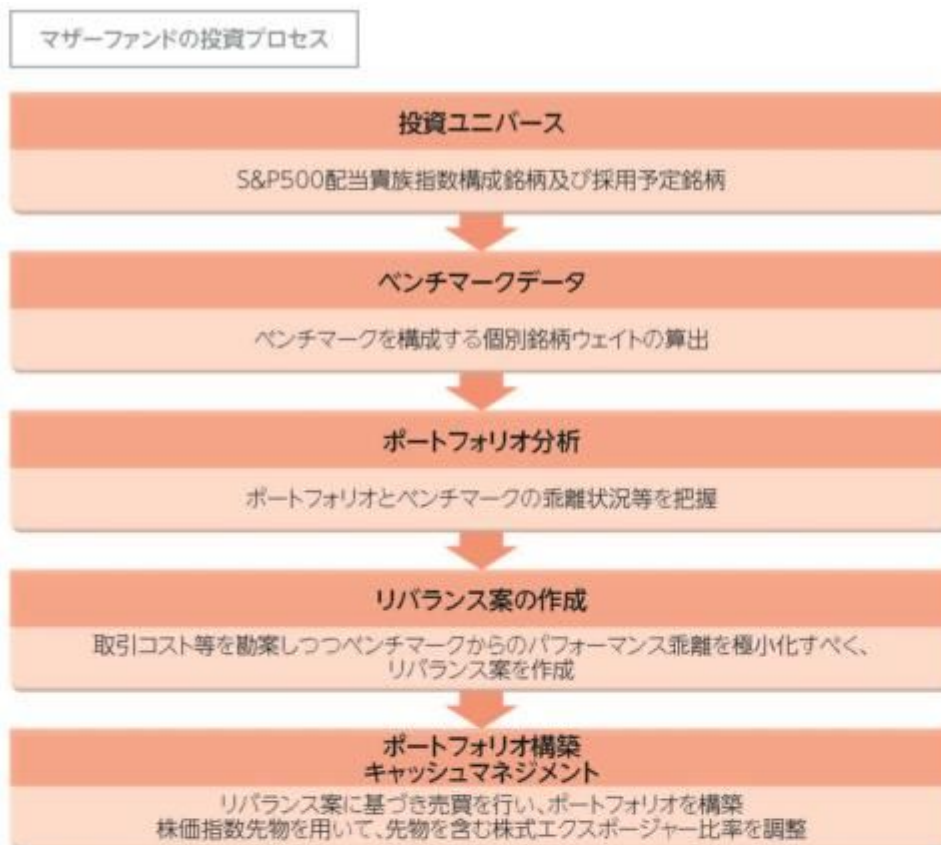 マザーファンドの投資プロセス
投資ユニバース
S&P500配当貴族指数構成銘柄及び採用予定銘柄
ベンチマークデータ
ベンチマークを構成する個別銘柄ウェイトの算出
ポートフォリオ分析
ポートフォリオとベンチマークの乖離状況等を把握
リバランス案の作成
取引コスト等を勘案しつつベンチマークからのパフォーマンス乖離を極小化すべく、
リバランス案を作成
ポートフォリオ構築
キャッシュマネジメント
リバランス案に基づき売買を行い、ポートフォリオを構築
株価指数先物を用いて、先物を含む株式エクスポージャー比率を調整